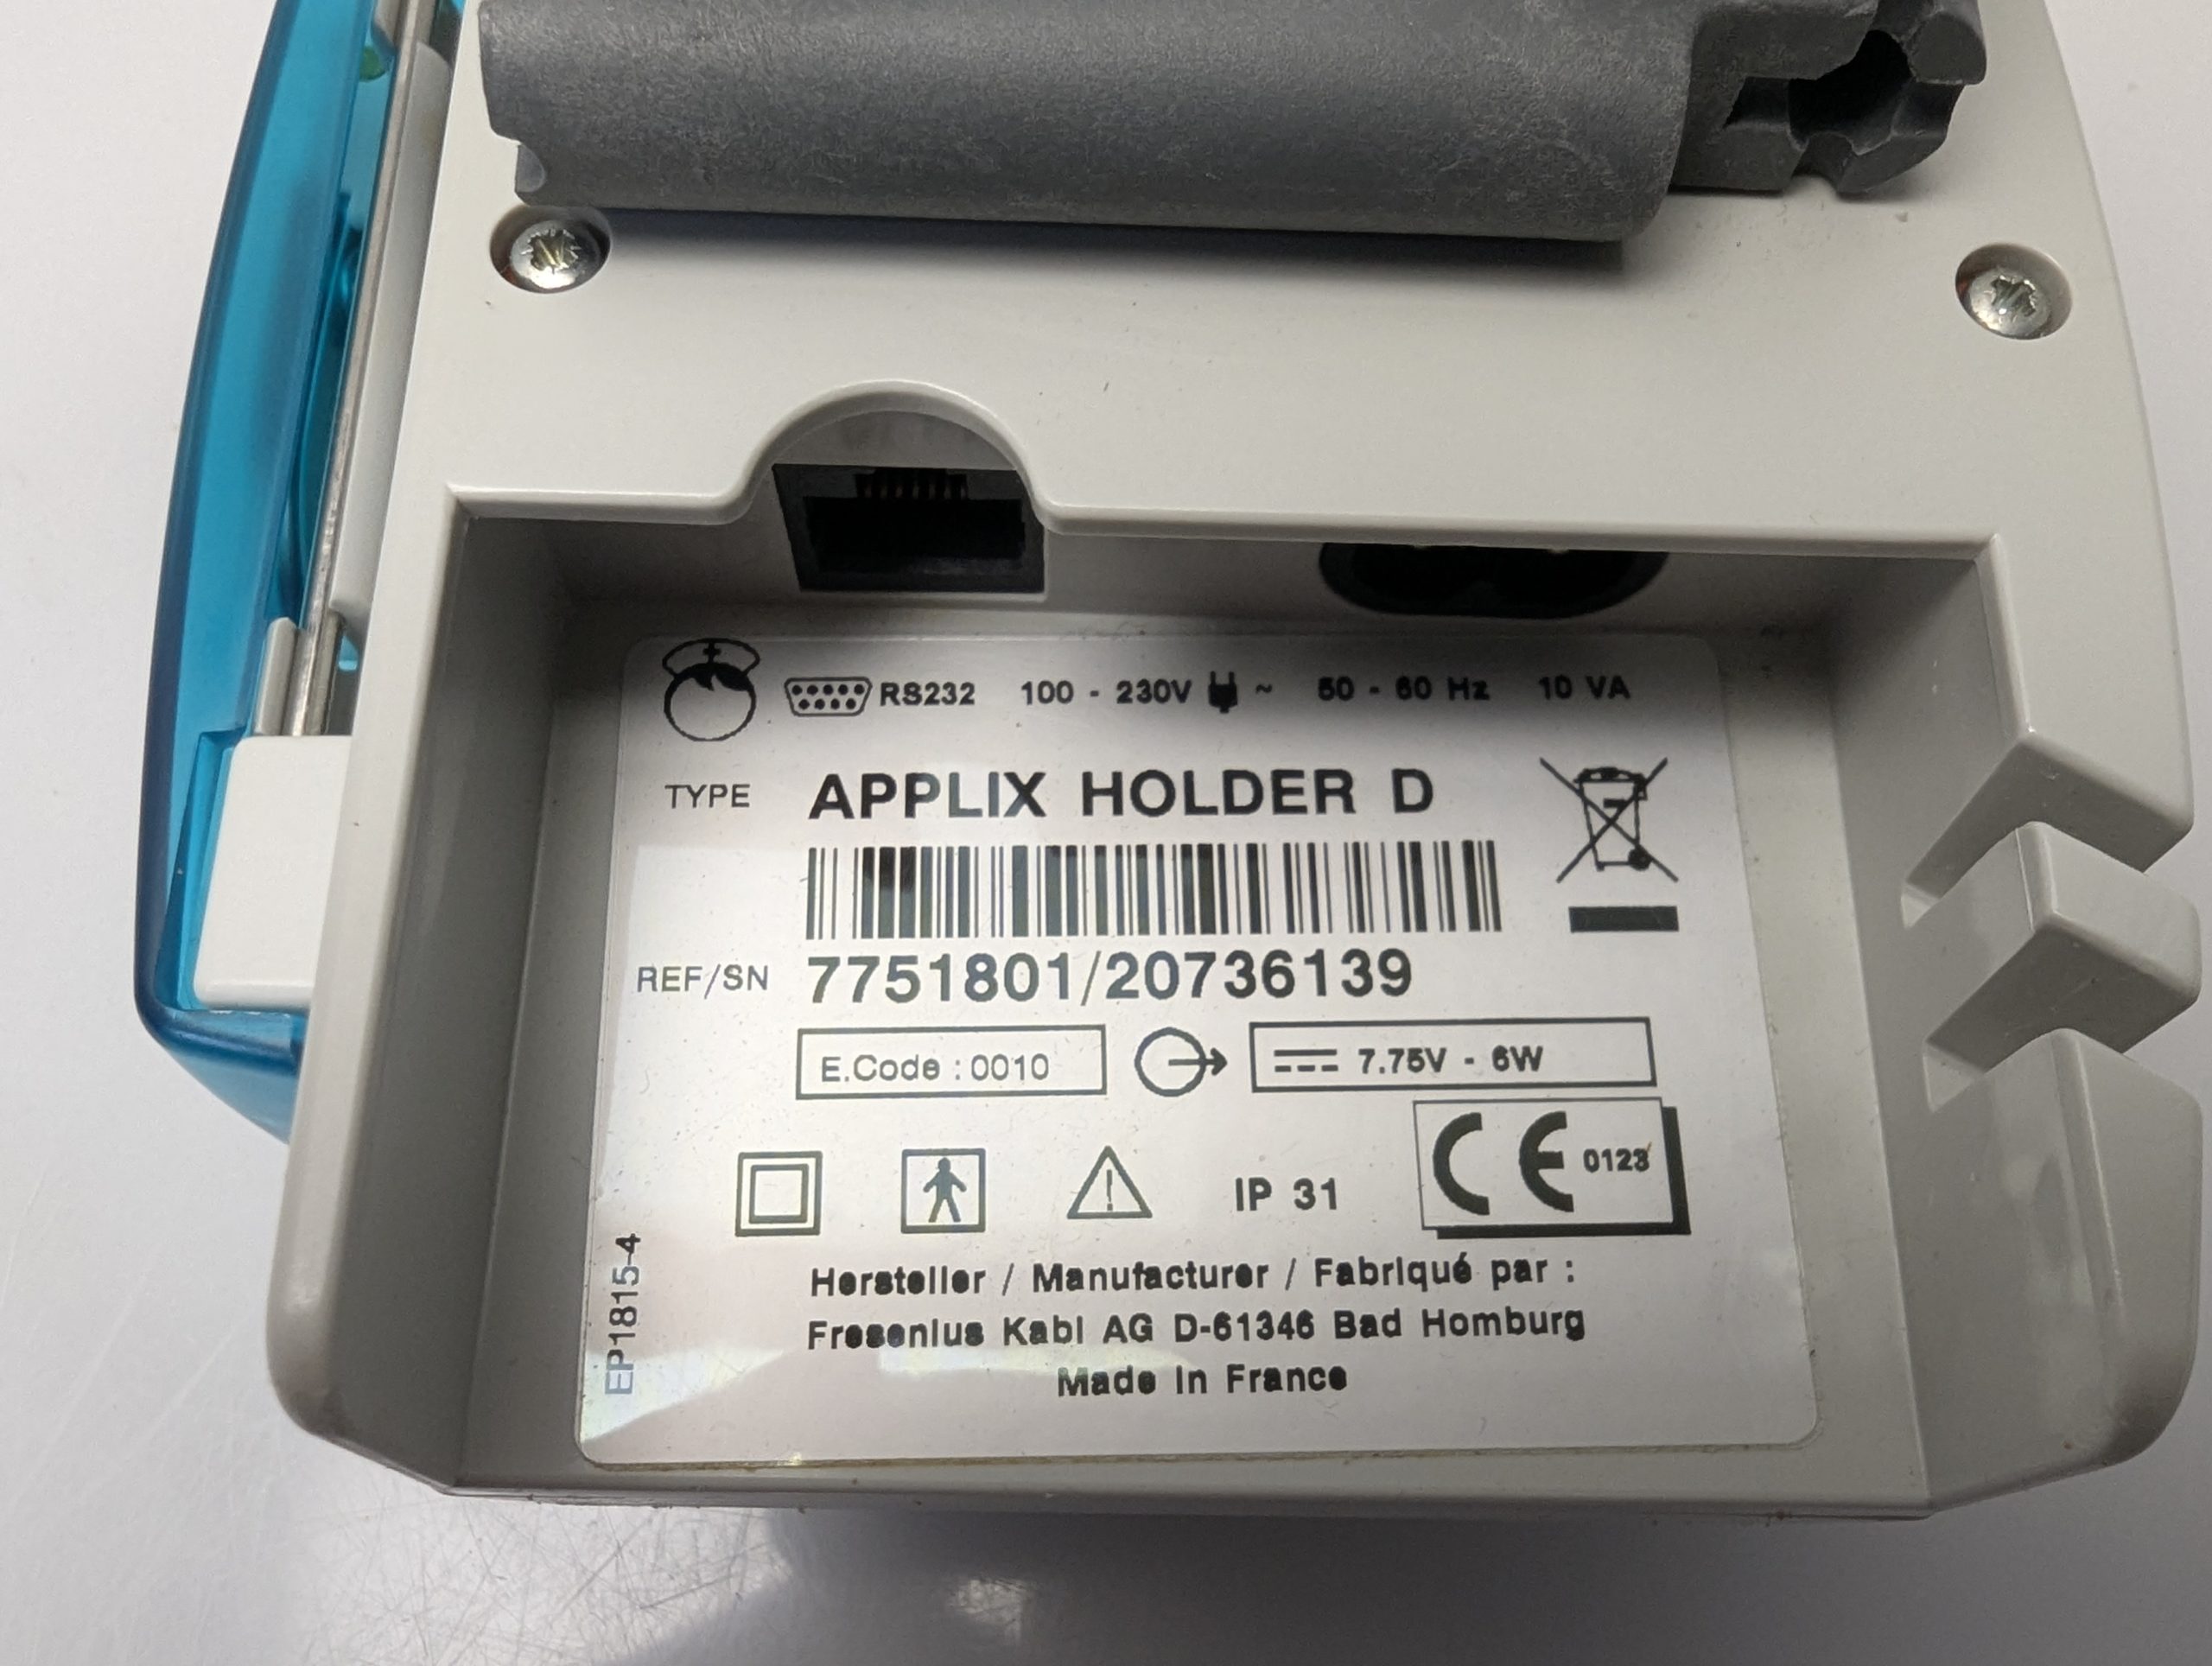 RS232 100 - 230V ~ 50 - 60 Hz 10 VA
TYPE APPLIX HOLDER D
REF/SN 7751801/20736139
E.Code : 0010 7.75V - 6W
IP 31 CE 0123
EP1815-4
Hersteller / Manufacturer / Fabriqué par :
Fresenius Kabi AG D-61346 Bad Homburg
Made in France